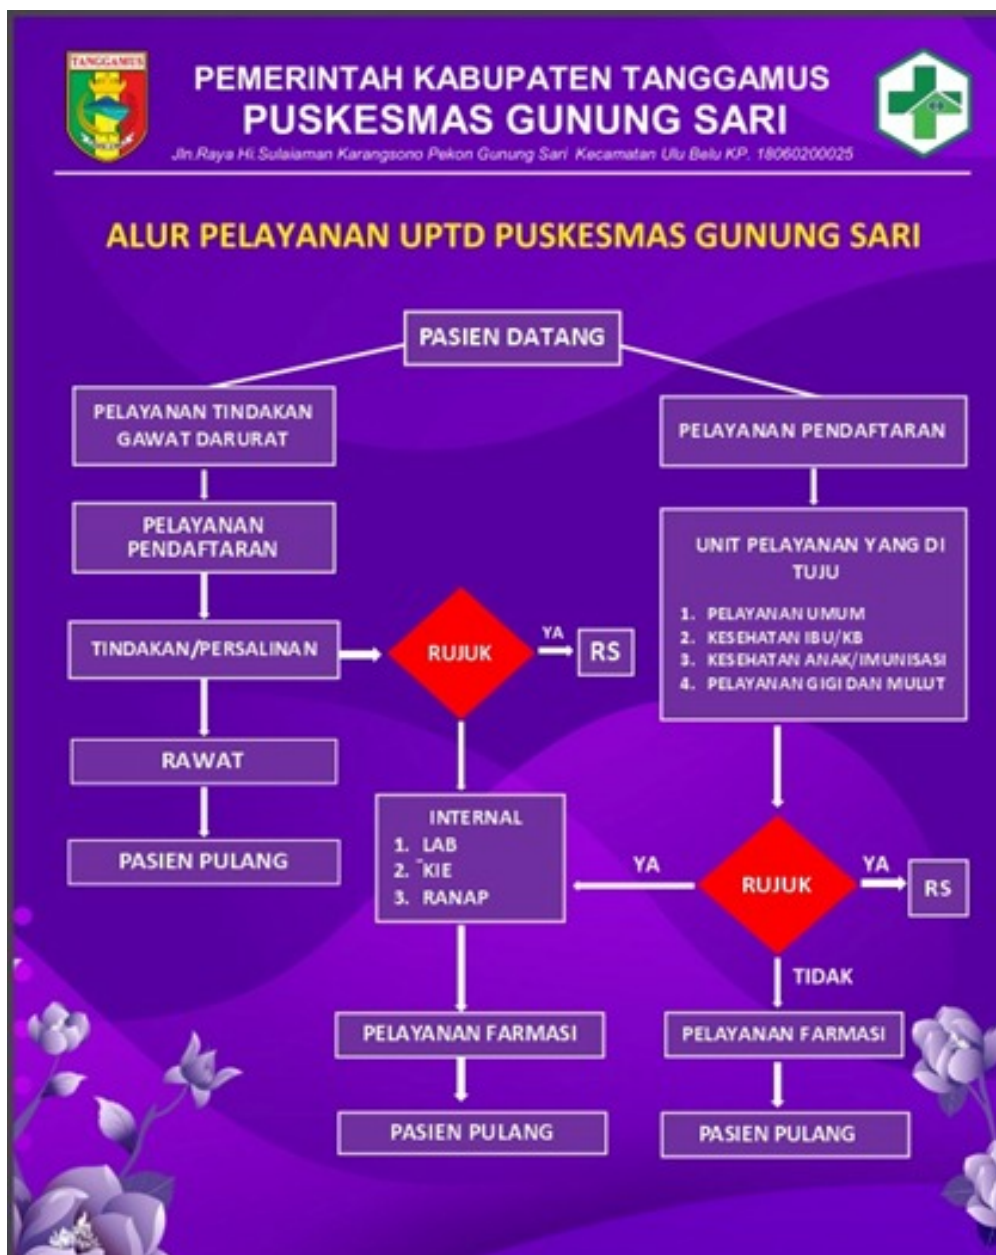 TANGGAMUS
PEMERINTAH KABUPATEN TANGGAMUS
PUSKESMAS GUNUNG SARI
Jln.Raya Hi.Sulaiaman Karangsono Pekon Gunung Sari Kecamatan Ulu Belu KP. 18060200025
ALUR PELAYANAN UPTD PUSKESMAS GUNUNG SARI
PASIEN DATANG
PELAYANAN TINDAKAN
GAWAT DARURAT
PELAYANAN
PENDAFTARAN
TINDAKAN/PERSALINAN
RAWAT
PASIEN PULANG
RUJUK
YA
RS
INTERNAL
1. LAB
2. KIE
3. RANAP
PELAYANAN FARMASI
PASIEN PULANG
PELAYANAN PENDAFTARAN
UNIT PELAYANAN YANG DI
TUJU
1. PELAYANAN UMUM
2. KESEHATAN IBU/KB
3. KESEHATAN ANAK/IMUNISASI
4. PELAYANAN GIGI DAN MULUT
YA
RUJUK
YA
RS
TIDAK
PELAYANAN FARMASI
PASIEN PULANG